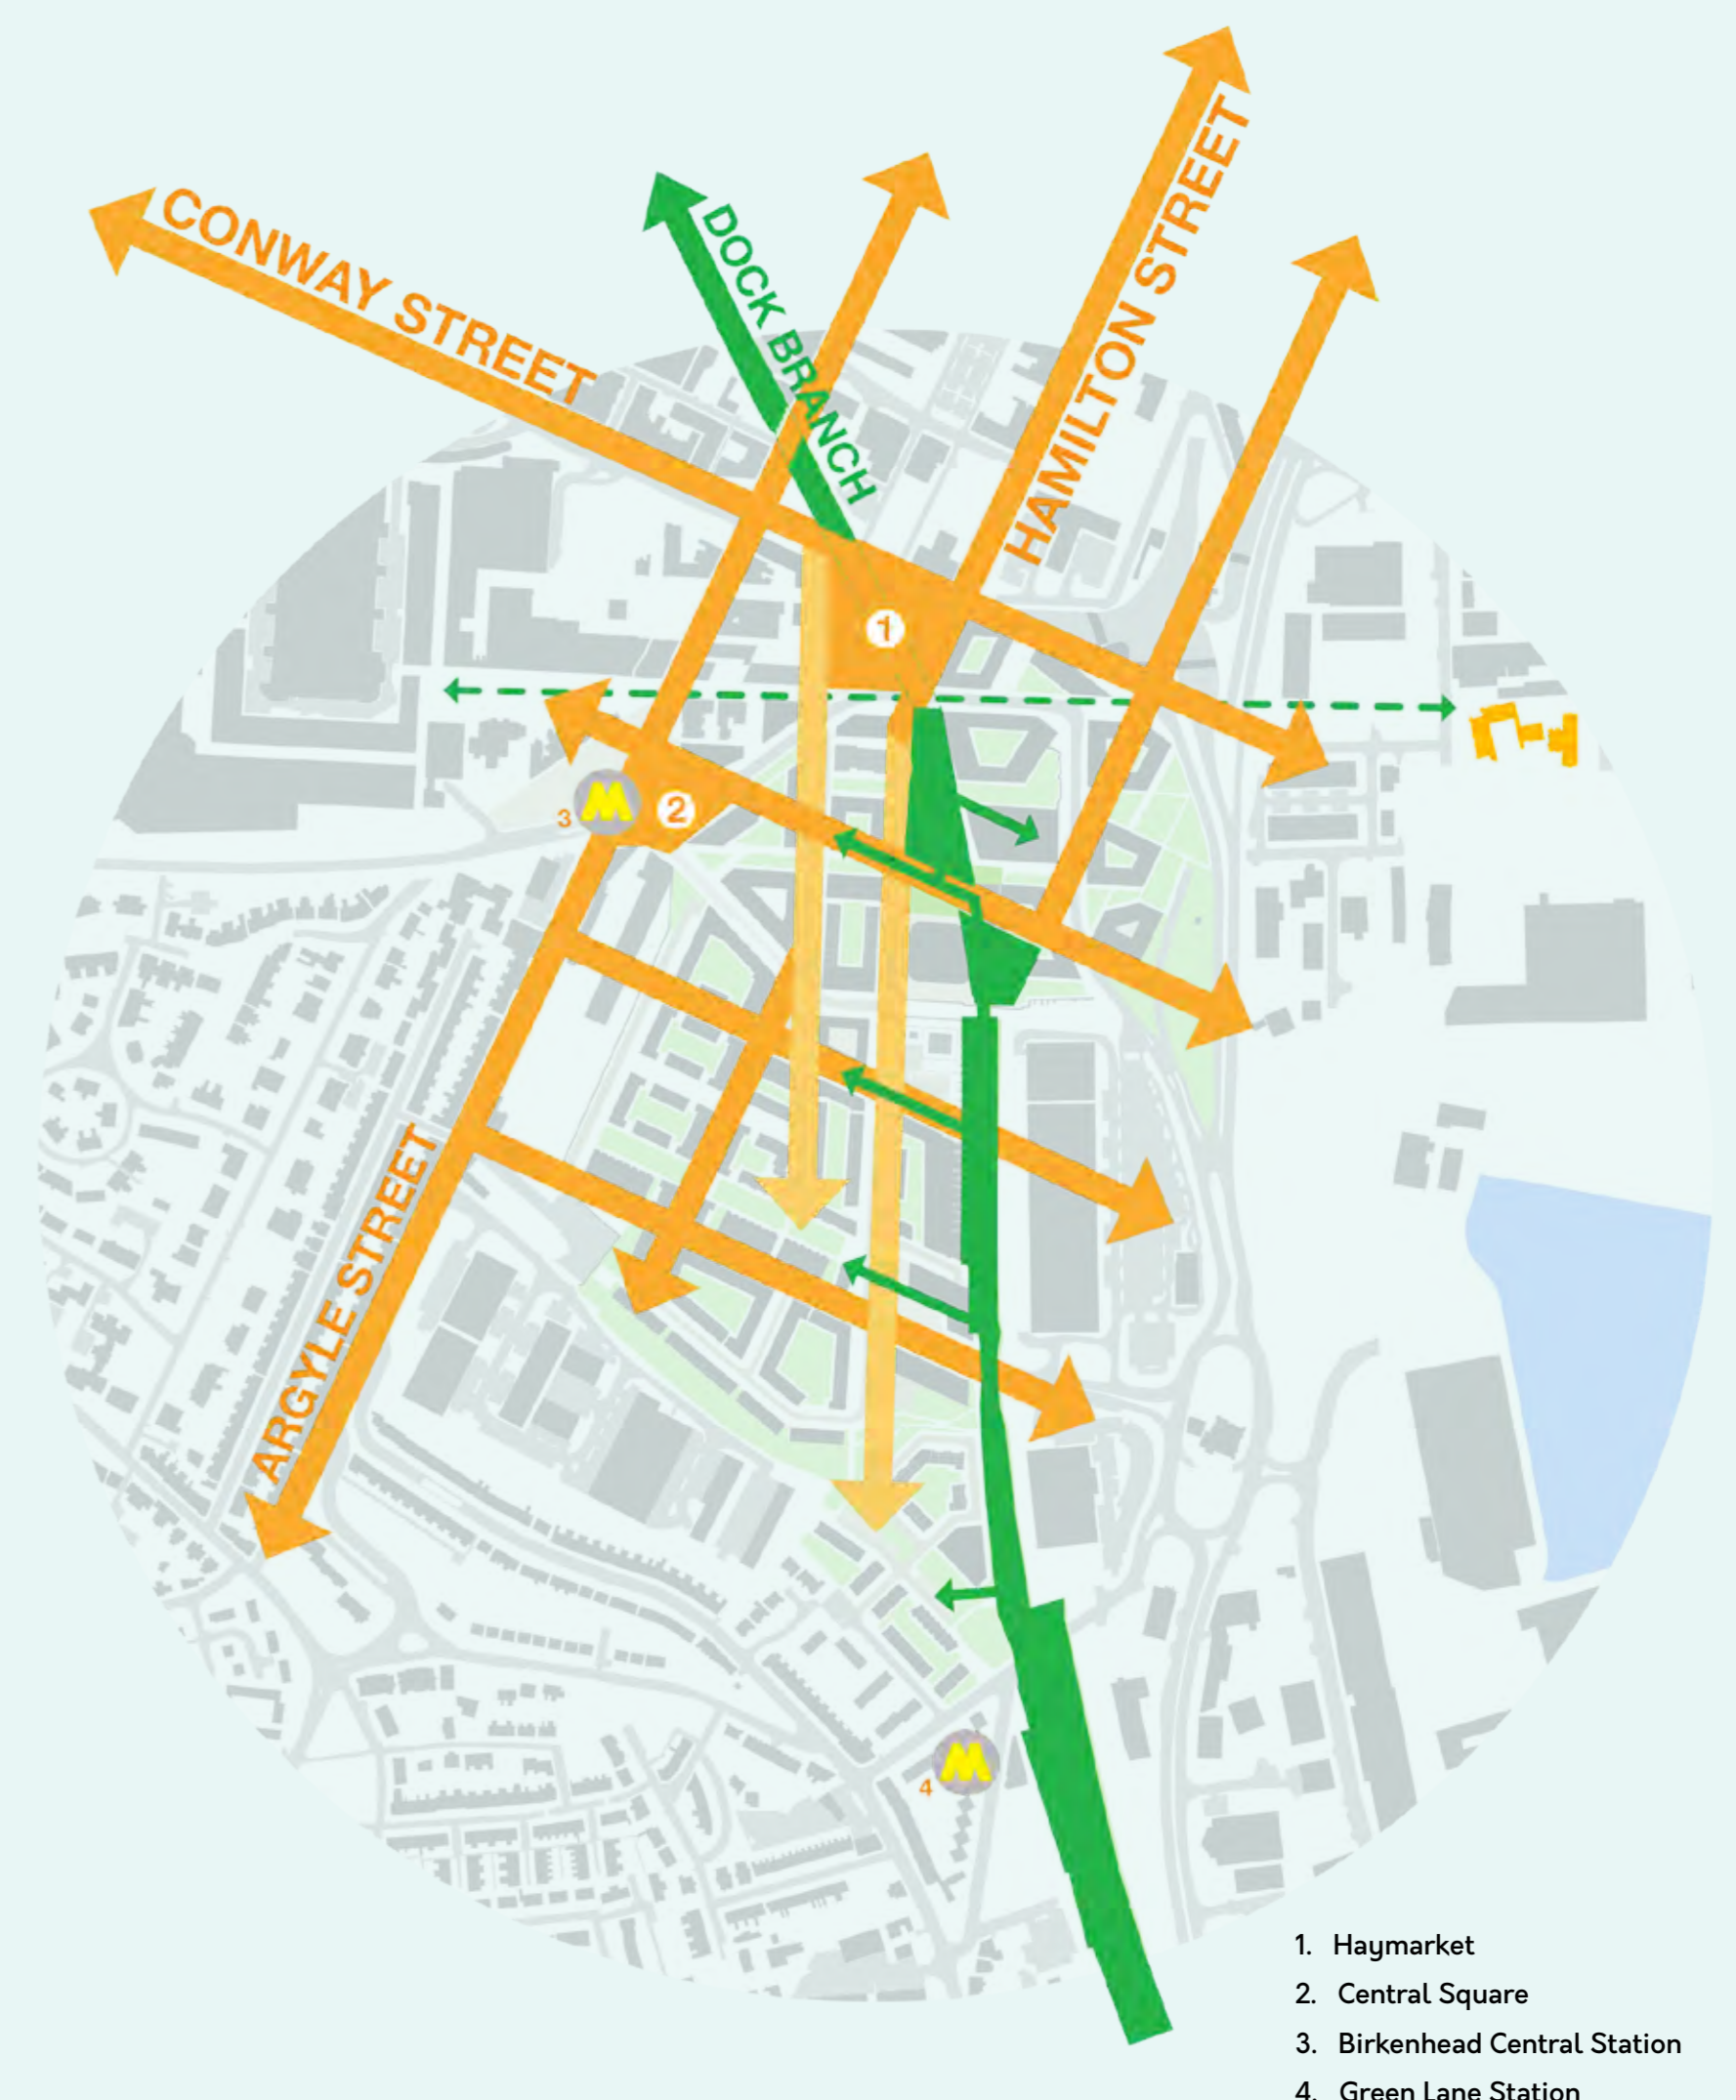 CONWAY STREET
DOCK BRANCH
HAMILTON STREET
1
3
M
2
ARGYLE STREET
M
4
1. Haymarket
2. Central Square
3. Birkenhead Central Station
4. Green Lane Station